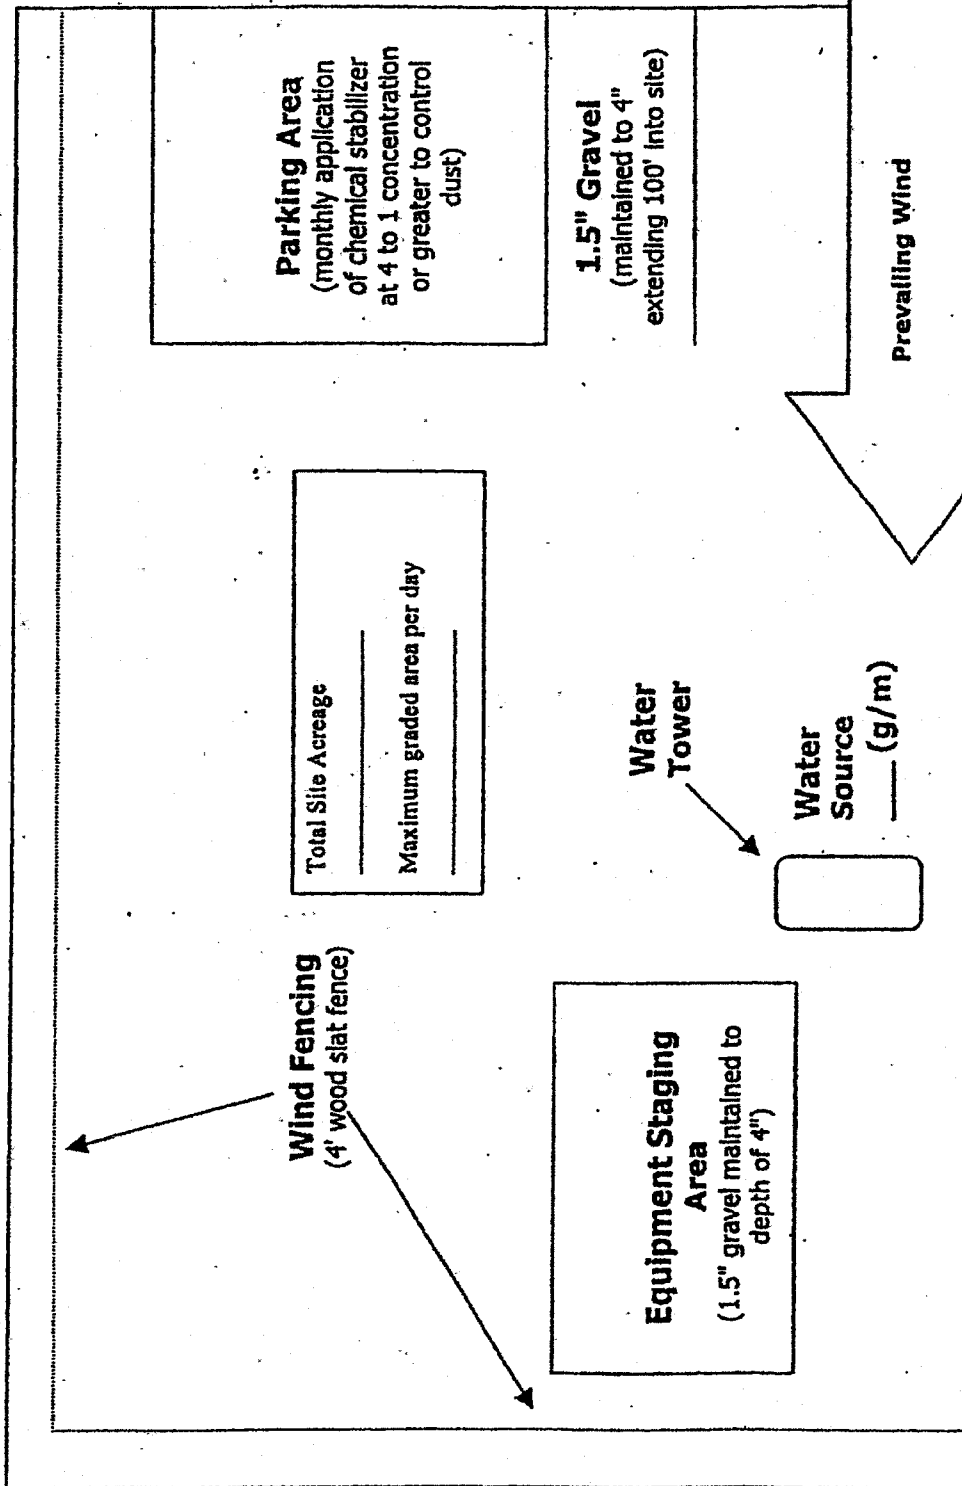 Wind Fencing
(4' wood slat fence)
Total Site Acreage
Maximum graded area per day
Parking Area
(monthly application
of chemical stabilizer
at 4 to 1 concentration
or greater to control
dust)
1.5" Gravel
(maintained to 4"
extending 100' into site)
Equipment Staging
Area
(1.5" gravel maintained to
depth of 4")
Water
Tower
Water
Source
___ (g/m)
Prevailing Wind